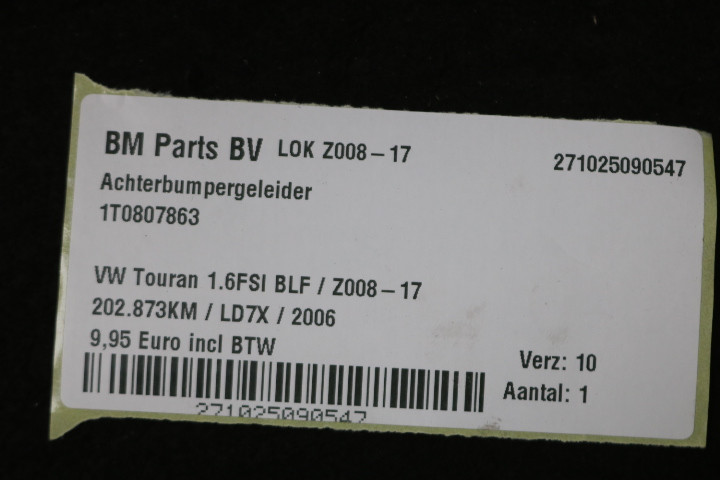 BM Parts BV LOK Z008-17
271025090547
Achterbumpergeleider
1T0807863
VW Touran 1.6FSI BLF / Z008-17
202.873KM / LD7X / 2006
9,95 Euro incl BTW
Verz: 10
Aantal: 1
271025090547